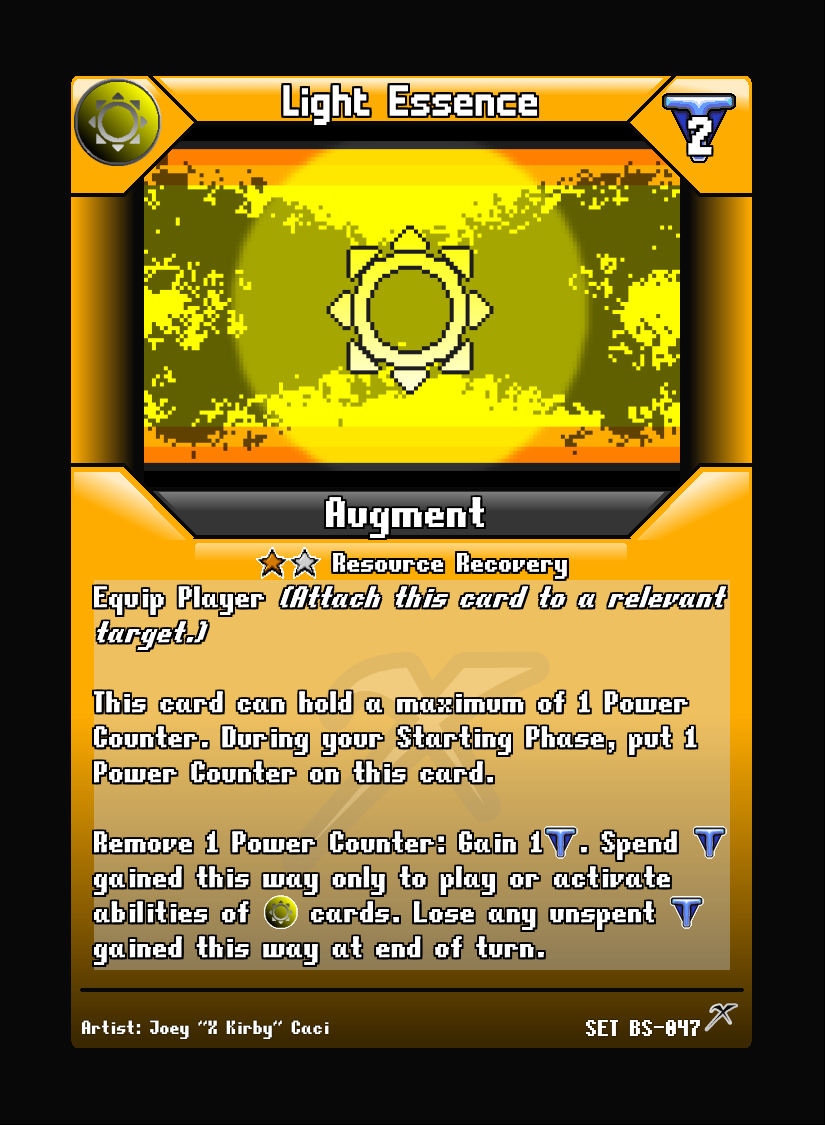 Light Essence
2
Augment
Resource Recovery
Equip Player (Attach this card to a relevant
target.)
This card can hold a maximum of 1 Power
Counter. During your Starting Phase, put 1
Power Counter on this card.
Remove 1 Power Counter: Gain 1 . Spend
gained this way only to play or activate
abilities of cards. Lose any unspent
gained this way at end of turn.
Artist: Joey "X Kirby" Caci
SET BS-047